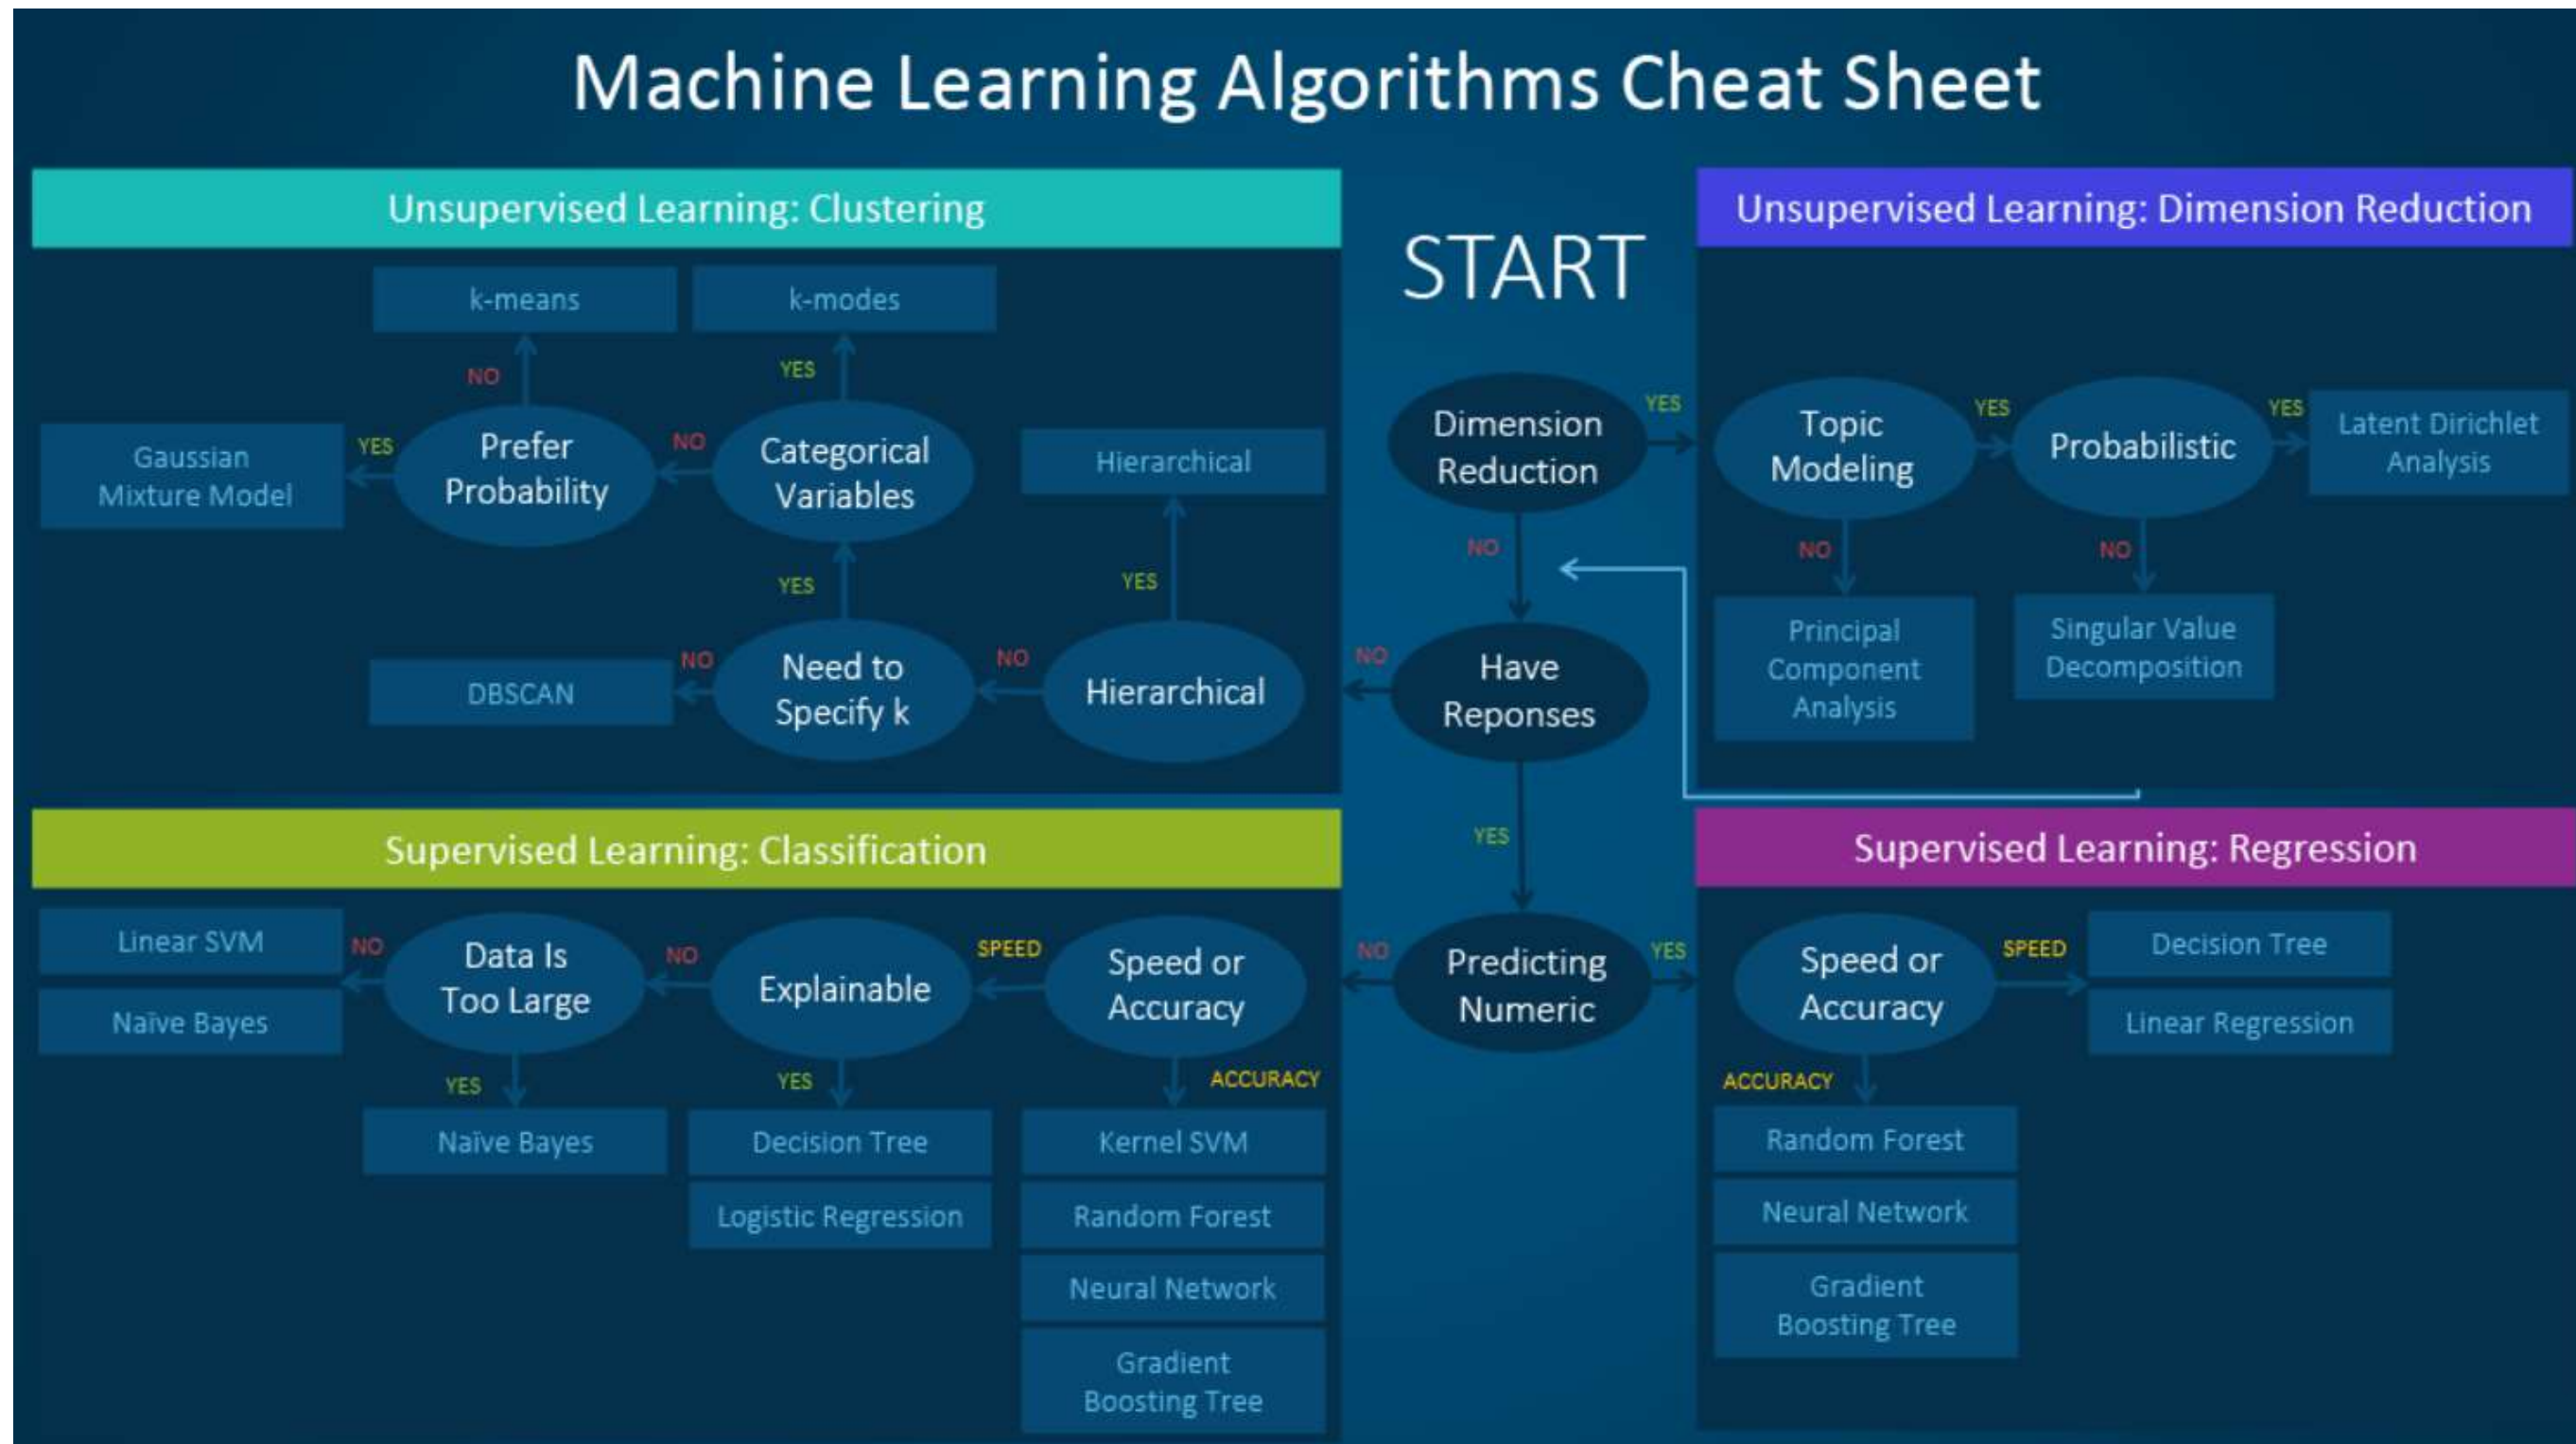 Machine Learning Algorithms Cheat Sheet
Unsupervised Learning: Clustering
k-means
k-modes
NO
YES
Gaussian
Mixture Model
YES
Prefer
Probability
NO
Categorical
Variables
Hierarchical
YES
YES
DBSCAN
NO
Need to
Specify k
NO
Hierarchical
START
Dimension
Reduction
YES
NO
NO
Have
Reponses
YES
NO
Predicting
Numeric
YES
Unsupervised Learning: Dimension Reduction
Topic
Modeling
YES
Probabilistic
YES
Latent Dirichlet
Analysis
NO
NO
Principal
Component
Analysis
Singular Value
Decomposition
Supervised Learning: Classification
Linear SVM
Naïve Bayes
NO
Data Is
Too Large
NO
Explainable
SPEED
Speed or
Accuracy
YES
YES
ACCURACY
Naïve Bayes
Decision Tree
Logistic Regression
Kernel SVM
Random Forest
Neural Network
Gradient
Boosting Tree
Supervised Learning: Regression
Speed or
Accuracy
SPEED
Decision Tree
Linear Regression
ACCURACY
Random Forest
Neural Network
Gradient
Boosting Tree